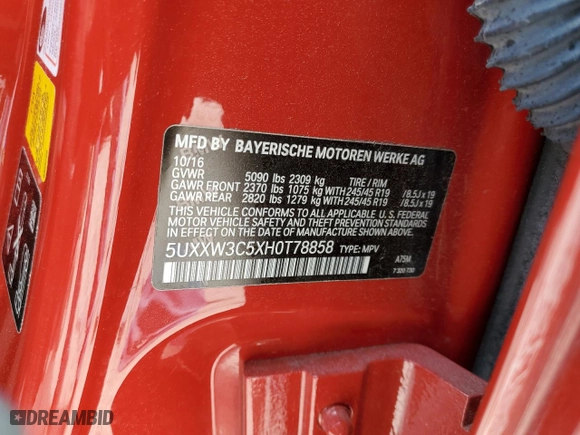 MFD BY BAYERISCHE MOTOREN WERKE AG
10/16
GVWR 5090 lbs 2309 kg TIRE / RIM
GAWR FRONT 2370 lbs 1075 kg WITH 245/45 R19 / 8.5J x 19
GAWR REAR 2820 lbs 1279 kg WITH 245/45 R19 / 8.5J x 19
THIS VEHICLE CONFORMS TO ALL APPLICABLE U.S. FEDERAL
MOTOR VEHICLE SAFETY STANDARDS
IN EFFECT ON THE DATE OF MANUFACTURE SHOWN ABOVE.
5UXXW3C5XH0T78858 TYPE: MPV
A75M
DREAMBID